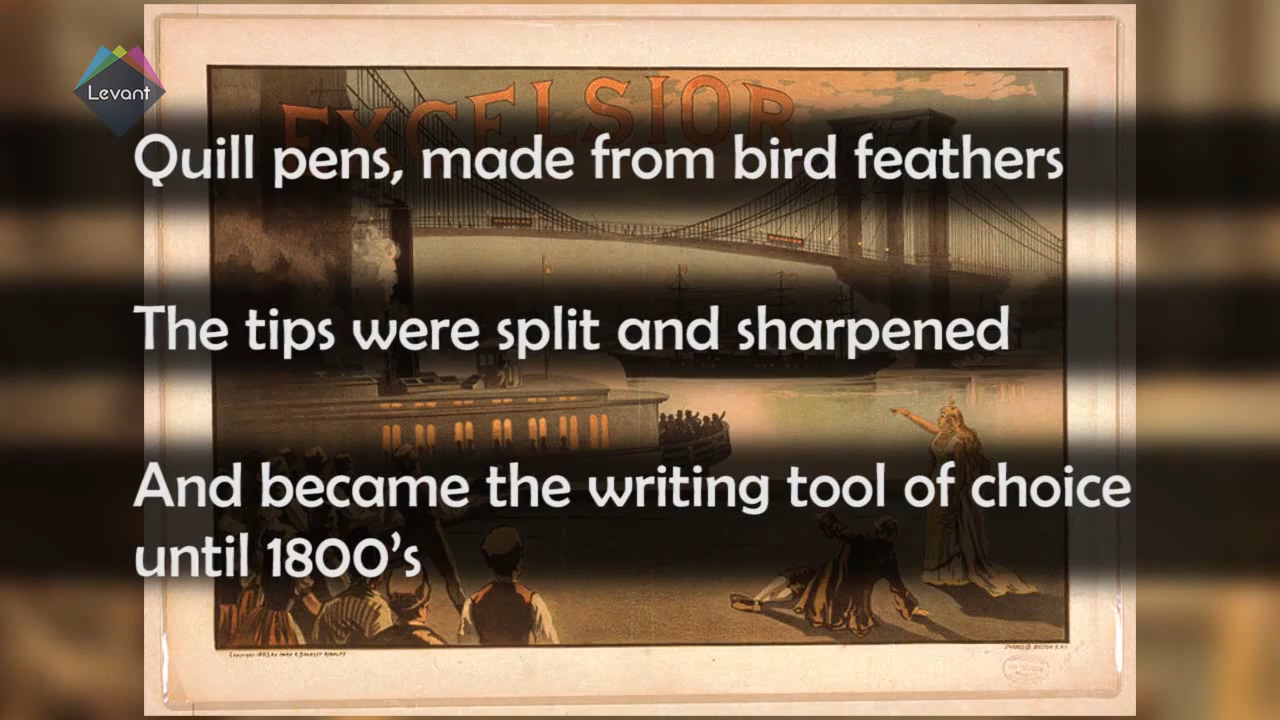 Levant
EXCELSIOR
Quill pens, made from bird feathers
The tips were split and sharpened
And became the writing tool of choice
until 1800’s